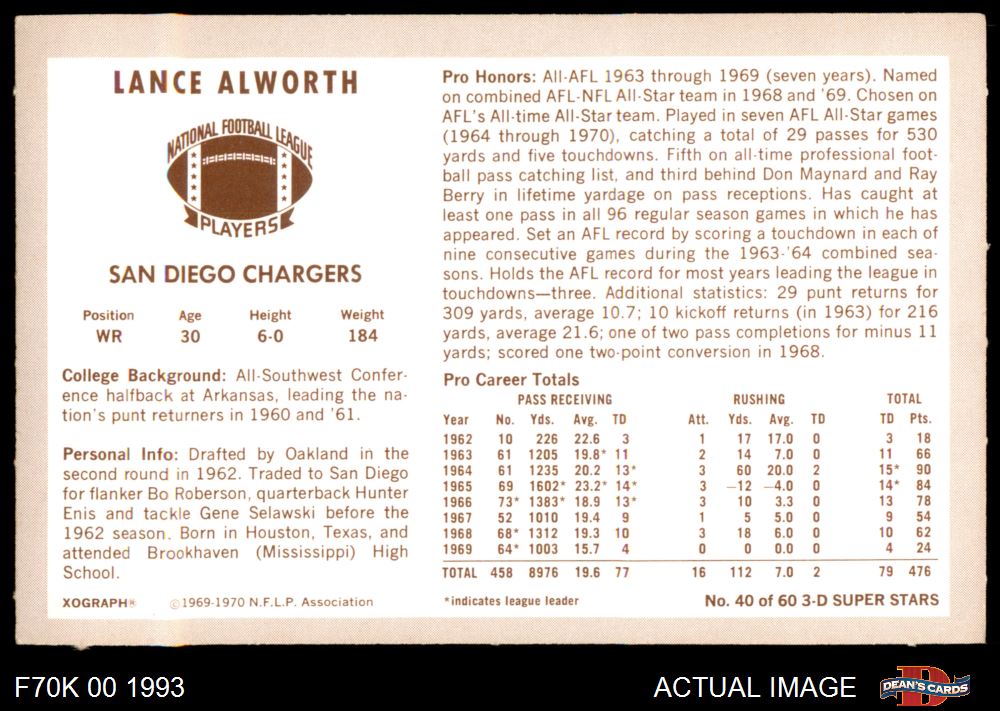 LANCE ALWORTH
NATIONAL FOOTBALL LEAGUE
PLAYERS
SAN DIEGO CHARGERS
Position Age Height Weight
WR 30 6-0 184
College Background: All-Southwest Confer-
ence halfback at Arkansas, leading the na-
tion's punt returners in 1960 and '61.
Personal Info: Drafted by Oakland in the
second round in 1962. Traded to San Diego
for flanker Bo Roberson, quarterback Hunter
Enis and tackle Gene Selawski before the
1962 season. Born in Houston, Texas, and
attended Brookhaven (Mississippi) High
School.
XOGRAPH® ©1969-1970 N.F.L.P. Association
Pro Honors: All-AFL 1963 through 1969 (seven years). Named
on combined AFL-NFL All-Star team in 1968 and '69. Chosen on
AFL's All-time All-Star team. Played in seven AFL All-Star games
(1964 through 1970), catching a total of 29 passes for 530
yards and five touchdowns. Fifth on all-time professional foot-
ball pass catching list, and third behind Don Maynard and Ray
Berry in lifetime yardage on pass receptions. Has caught at
least one pass in all 96 regular season games in which he has
appeared. Set an AFL record by scoring a touchdown in each of
nine consecutive games during the 1963-'64 combined sea-
sons. Holds the AFL record for most years leading the league in
touchdowns—three. Additional statistics: 29 punt returns for
309 yards, average 10.7; 10 kickoff returns (in 1963) for 216
yards, average 21.6; one of two pass completions for minus 11
yards; scored one two-point conversion in 1968.
Pro Career Totals
PASS RECEIVING RUSHING TOTAL
Year No. Yds. Avg. TD Att. Yds. Avg. TD TD Pts.
1962 10 226 22.6 3 1 17 17.0 0 3 18
1963 61 1205 19.8* 11 2 14 7.0 0 11 66
1964 61 1235 20.2 13* 3 60 20.0 2 15* 90
1965 69 1602* 23.2* 14* 3 —12 —4.0 0 14* 84
1966 73* 1383* 18.9 13* 3 10 3.3 0 13 78
1967 52 1010 19.4 9 1 5 5.0 0 9 54
1968 68* 1312 19.3 10 3 18 6.0 0 10 62
1969 64* 1003 15.7 4 0 0 0.0 0 4 24
TOTAL 458 8976 19.6 77 16 112 7.0 2 79 476
*indicates league leader No. 40 of 60 3-D SUPER STARS
F70K 00 1993 ACTUAL IMAGE D DEAN'S CARDS